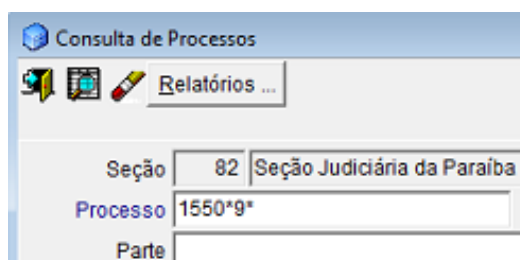 Consulta de Processos
Relatórios ...
Seção 82 Seção Judiciária da Paraíba
Processo 1550*9*
Parte